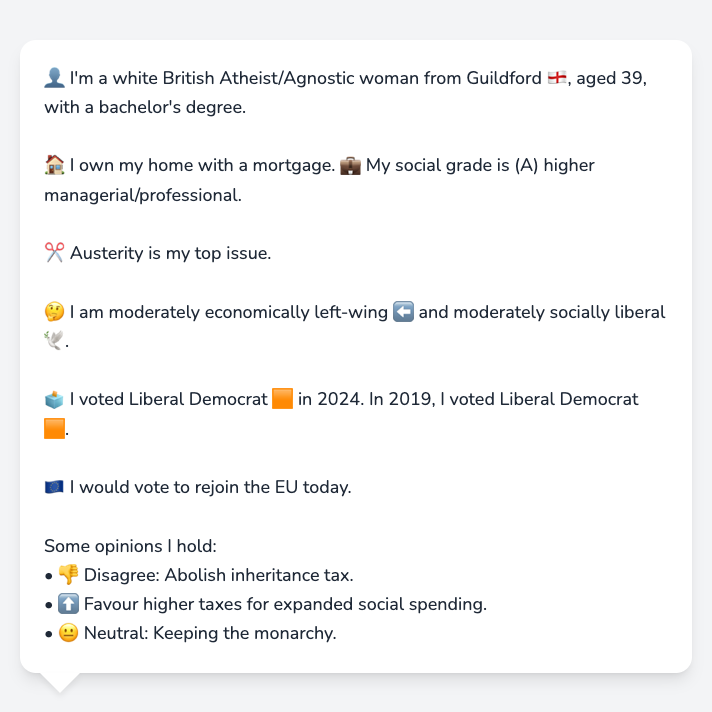 👤 I'm a white British Atheist/Agnostic woman from Guildford 🏴󠁧󠁢󠁥󠁮󠁧󠁿, aged 39,
with a bachelor's degree.
🏠 I own my home with a mortgage. 💼 My social grade is (A) higher
managerial/professional.
✂️ Austerity is my top issue.
🤔 I am moderately economically left-wing ⬅️ and moderately socially liberal
🕊️.
🗳️ I voted Liberal Democrat 🟧 in 2024. In 2019, I voted Liberal Democrat
🟧.
🇪🇺 I would vote to rejoin the EU today.
Some opinions I hold:
• 👎 Disagree: Abolish inheritance tax.
• ⬆️ Favour higher taxes for expanded social spending.
• 😐 Neutral: Keeping the monarchy.